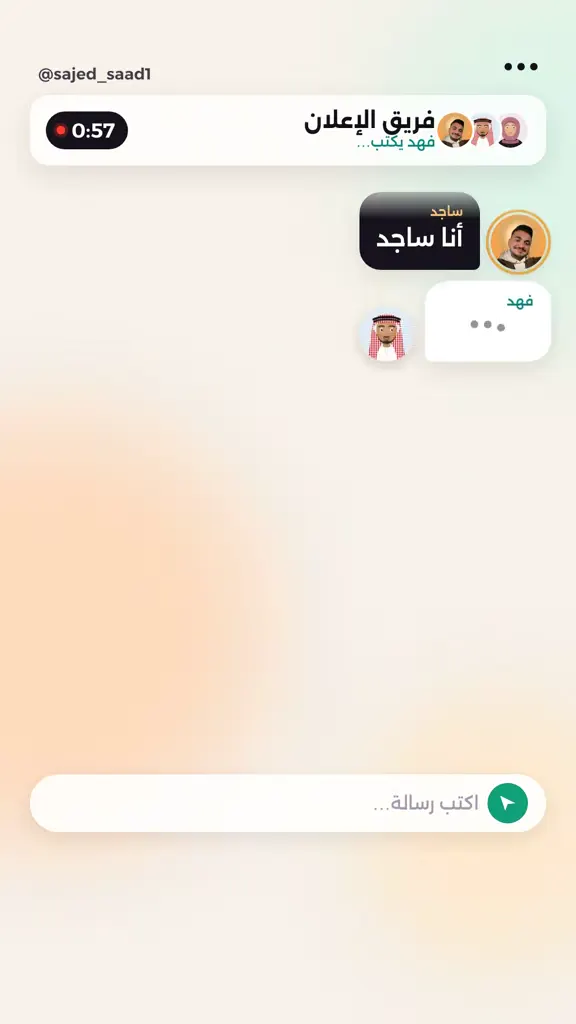 @sajed_saad1
فريق الإعلان
فهد يكتب...
0:57
ساجد
أنا ساجد
فهد
اكتب رسالة...